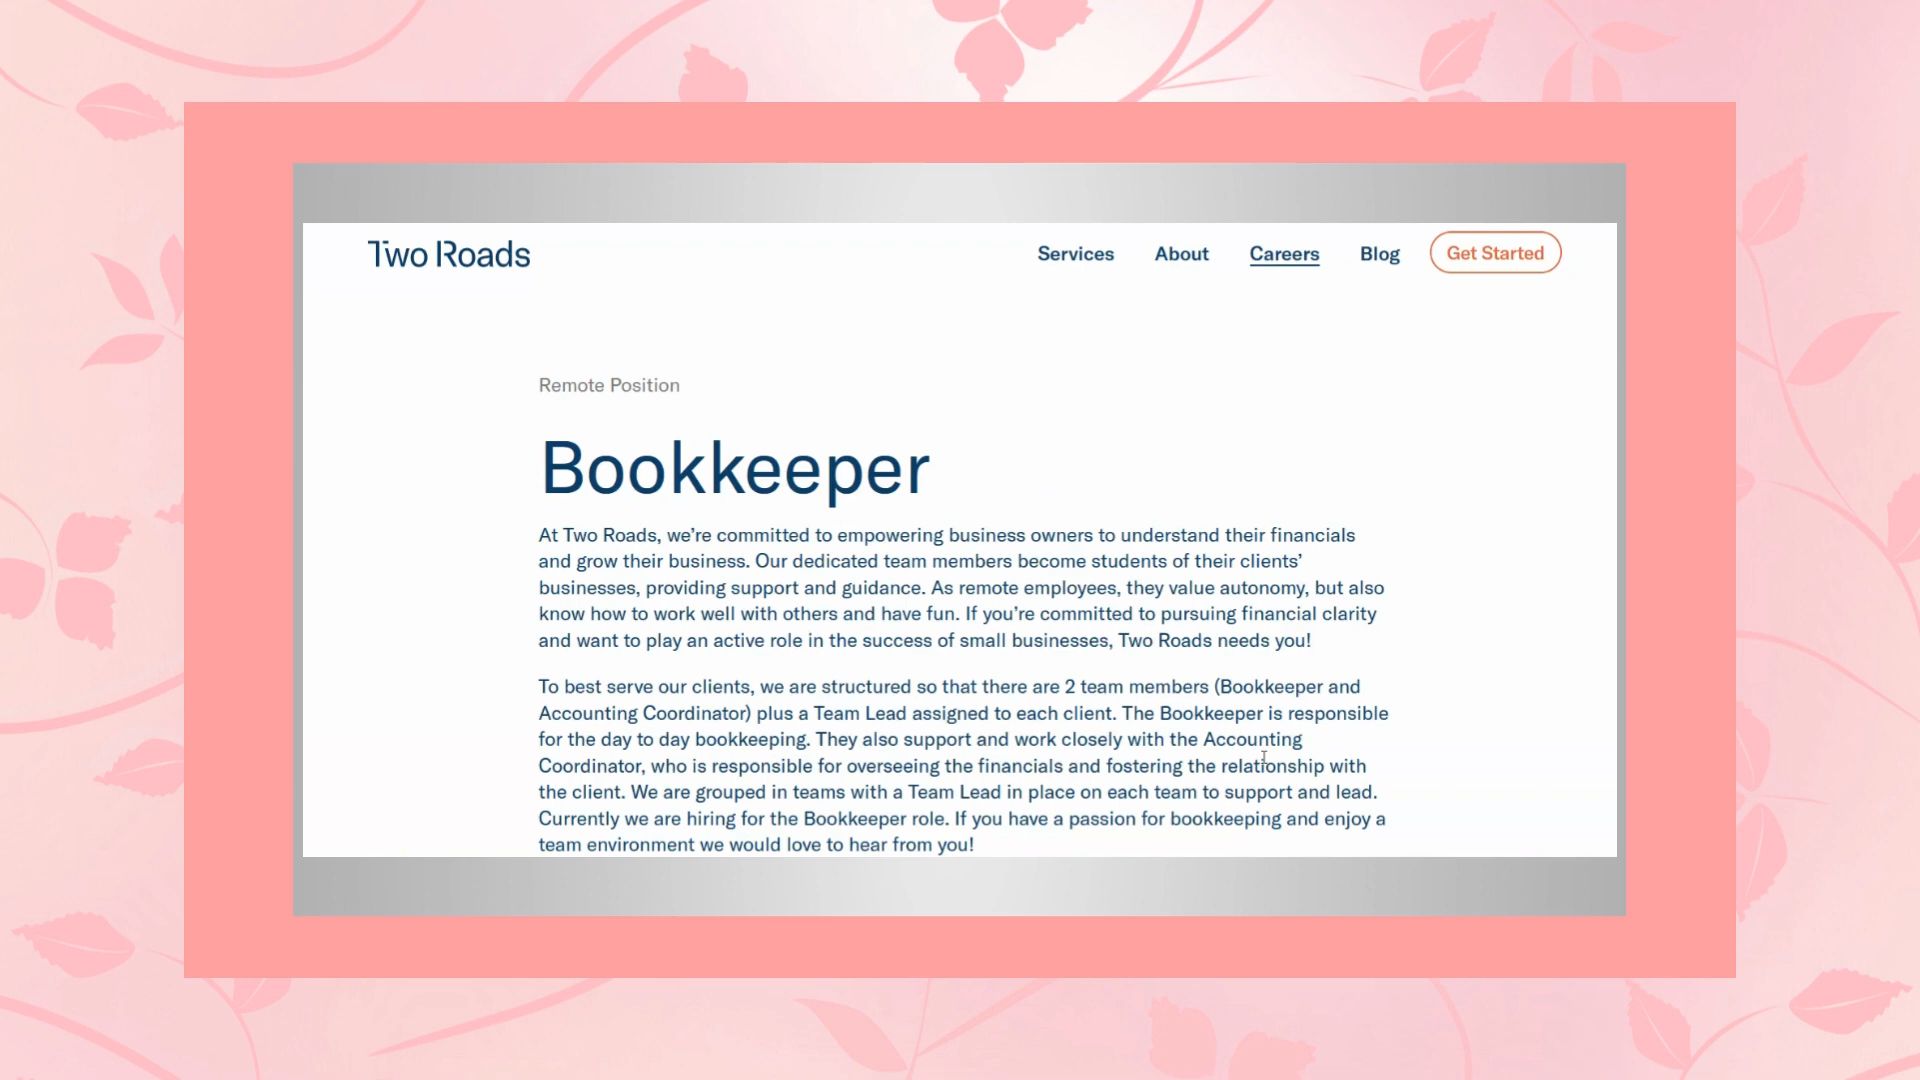 Two Roads
Services About Careers Blog Get Started
Remote Position
Bookkeeper
At Two Roads, we’re committed to empowering business owners to understand their financials
and grow their business. Our dedicated team members become students of their clients’
businesses, providing support and guidance. As remote employees, they value autonomy, but also
know how to work well with others and have fun. If you’re committed to pursuing financial clarity
and want to play an active role in the success of small businesses, Two Roads needs you!
To best serve our clients, we are structured so that there are 2 team members (Bookkeeper and
Accounting Coordinator) plus a Team Lead assigned to each client. The Bookkeeper is responsible
for the day to day bookkeeping. They also support and work closely with the Accounting
Coordinator, who is responsible for overseeing the financials and fostering the relationship with
the client. We are grouped in teams with a Team Lead in place on each team to support and lead.
Currently we are hiring for the Bookkeeper role. If you have a passion for bookkeeping and enjoy a
team environment we would love to hear from you!